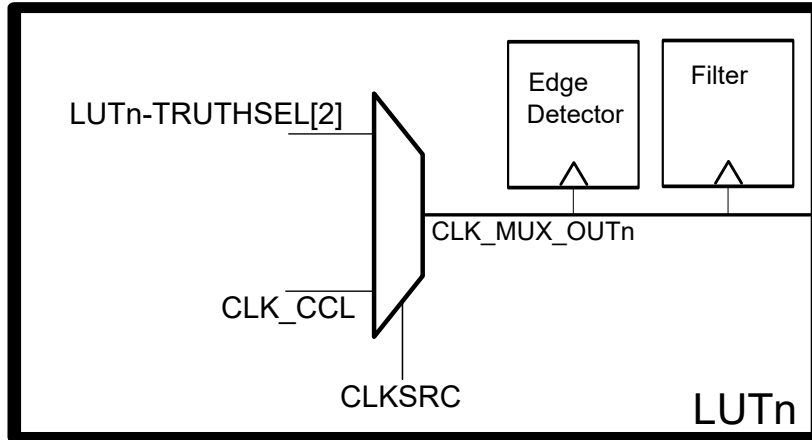 Edge
Detector
Filter
LUTn-TRUTHSEL[2]
CLK_MUX_OUTn
CLK_CCL
CLKSRC
LUTn